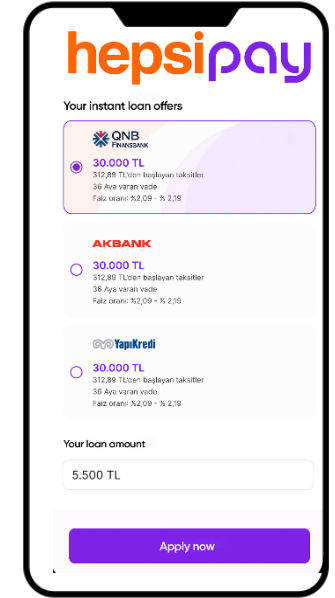 hepsipay
Your instant loan offers
QNB
FINANSBANK
30.000 TL
312,89 TL'den başlayan taksitler
36 Aya varan vade
Faiz oranı: %2,09 - % 2,19
AKBANK
30.000 TL
312,89 TL'den başlayan taksitler
36 Aya varan vade
Faiz oranı: %2,09 - % 2,19
YapıKredi
30.000 TL
312,89 TL'den başlayan taksitler
36 Aya varan vade
Faiz oranı: %2,09 - % 2,19
Your loan amount
5.500 TL
Apply now